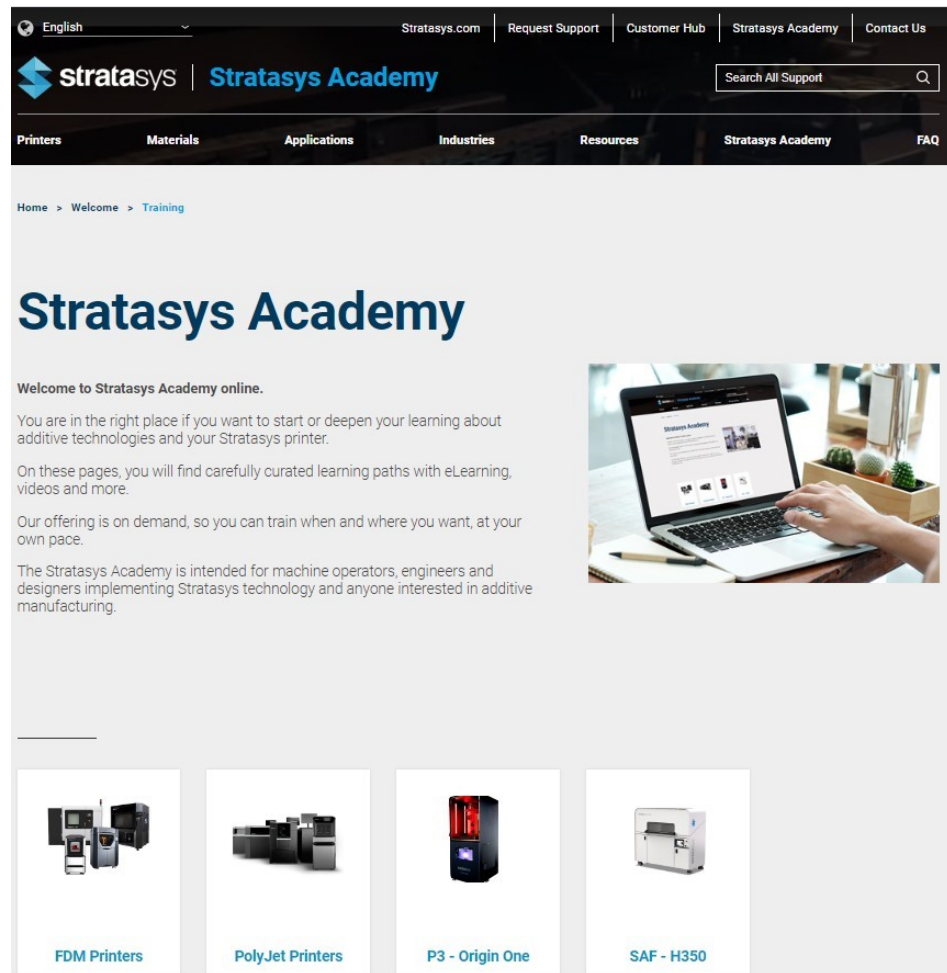 English
Stratasys.com Request Support Customer Hub Stratasys Academy Contact Us
stratasys Stratasys Academy
Search All Support
Printers Materials Applications Industries Resources Stratasys Academy FAQ
Home > Welcome > Training
Stratasys Academy
Welcome to Stratasys Academy online.
You are in the right place if you want to start or deepen your learning about
additive technologies and your Stratasys printer.
On these pages, you will find carefully curated learning paths with eLearning,
videos and more.
Our offering is on demand, so you can train when and where you want, at your
own pace.
The Stratasys Academy is intended for machine operators, engineers and
designers implementing Stratasys technology and anyone interested in additive
manufacturing.
Stratasys Academy
FDM Printers PolyJet Printers P3 - Origin One SAF - H350